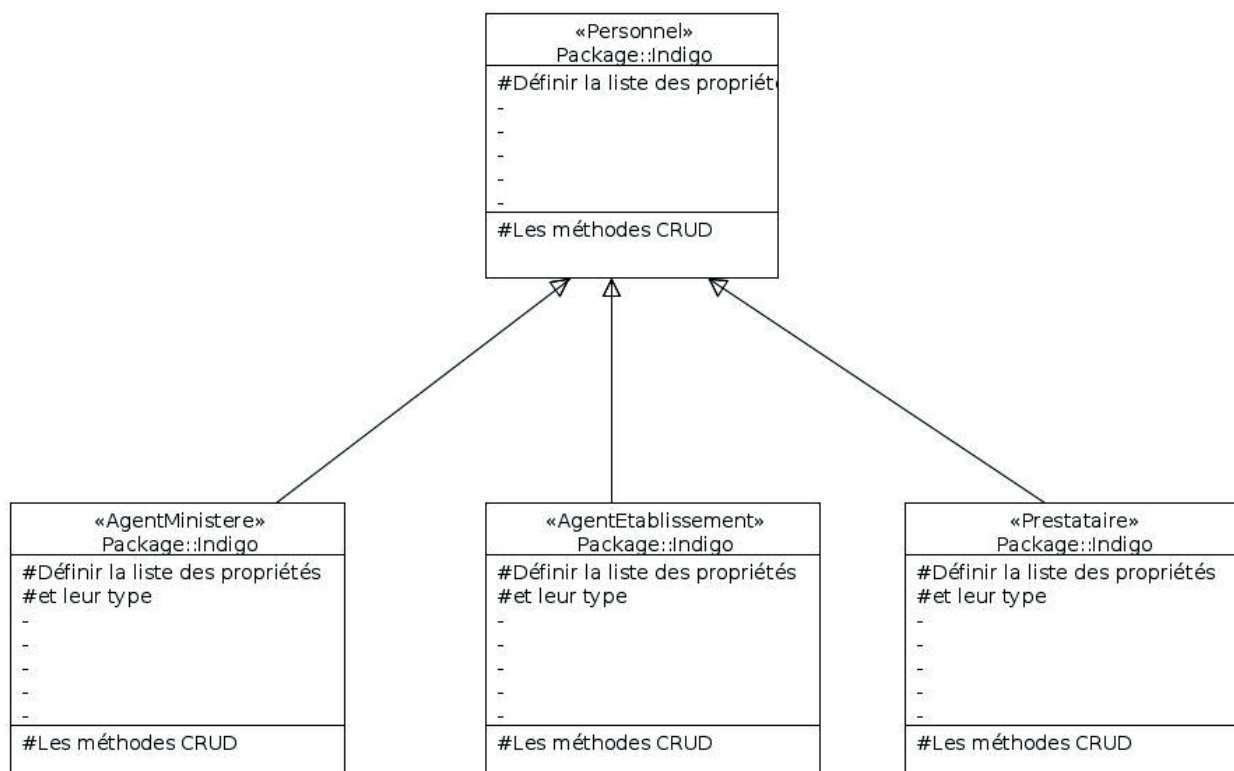 «Personnel»
Package::Indigo
#Définir la liste des propriété
-
-
-
-
-
#Les méthodes CRUD
«AgentMinistere»
Package::Indigo
#Définir la liste des propriétés
#et leur type
-
-
-
-
-
#Les méthodes CRUD
«AgentEtablissement»
Package::Indigo
#Définir la liste des propriétés
#et leur type
-
-
-
-
-
#Les méthodes CRUD
«Prestataire»
Package::Indigo
#Définir la liste des propriétés
#et leur type
-
-
-
-
-
#Les méthodes CRUD